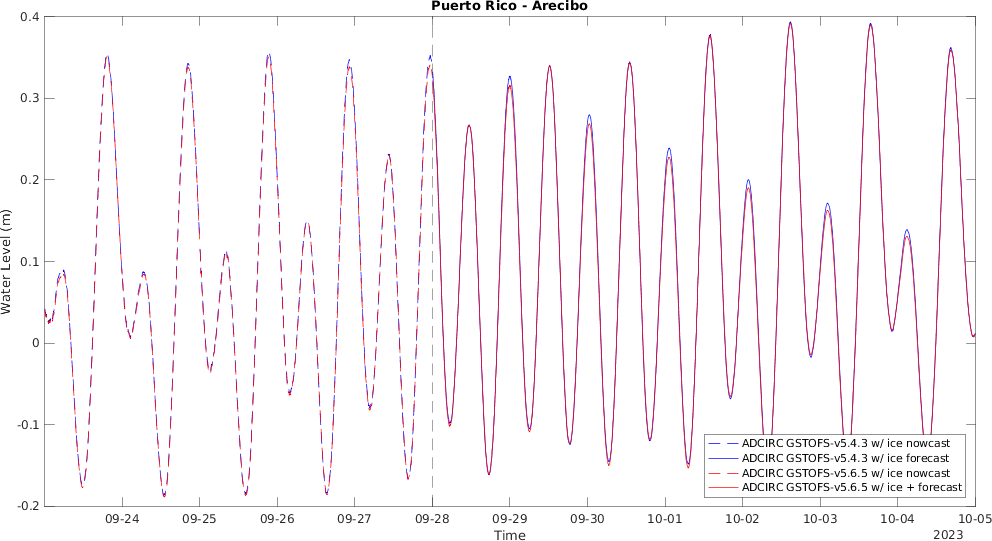 Puerto Rico - Arecibo
0.4
0.3
0.2
0.1
0
-0.1
-0.2
Water Level (m)
ADCIRC GSTOFS-v5.4.3 w/ ice nowcast
ADCIRC GSTOFS-v5.4.3 w/ ice forecast
ADCIRC GSTOFS-v5.6.5 w/ ice nowcast
ADCIRC GSTOFS-v5.6.5 w/ ice + forecast
09-24 09-25 09-26 09-27 09-28 09-29 09-30 10-01 10-02 10-03 10-04 10-05
Time
2023